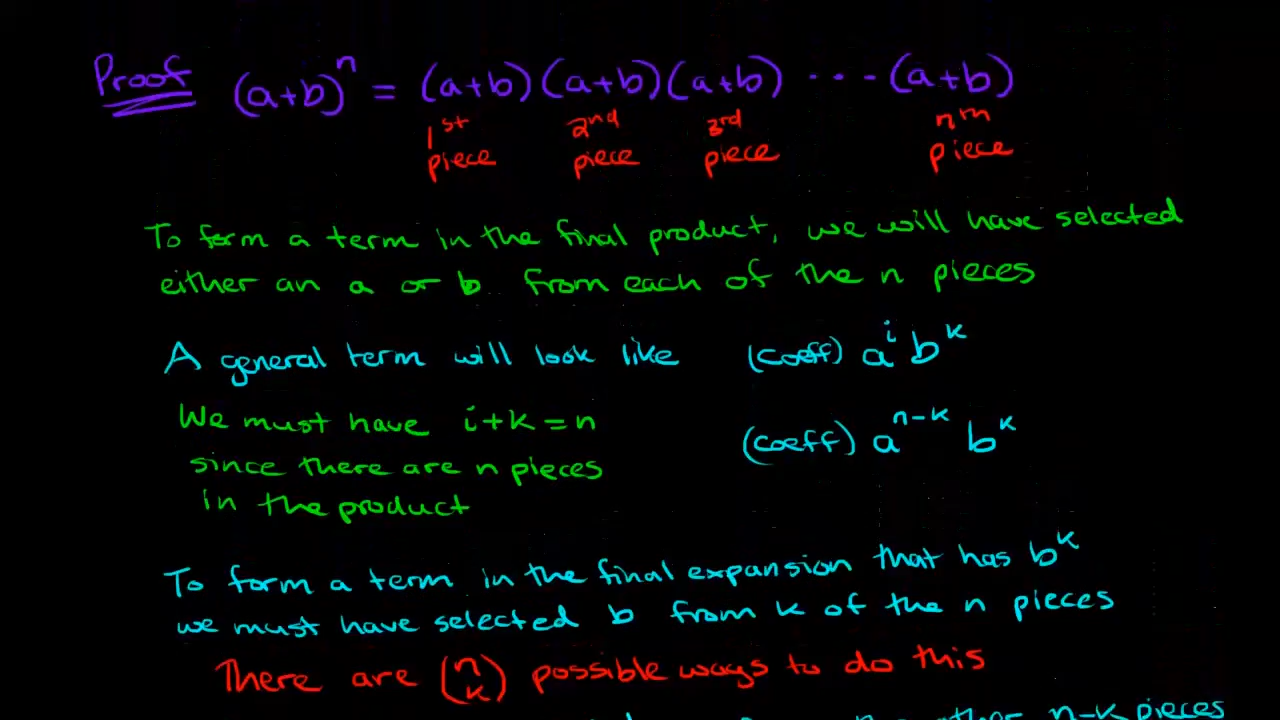 Proof (a+b)^n = (a+b)(a+b)(a+b) ... (a+b)
1st piece 2nd piece 3rd piece nth piece
To form a term in the final product, we will have selected
either an a or b from each of the n pieces
A general term will look like (coeff) a^i b^k
We must have i+k=n
(coeff) a^{n-k} b^k
since there are n pieces
in the product
To form a term in the final expansion that has b^k
we must have selected b from k of the n pieces
There are (n k) possible ways to do this
other n-k pieces